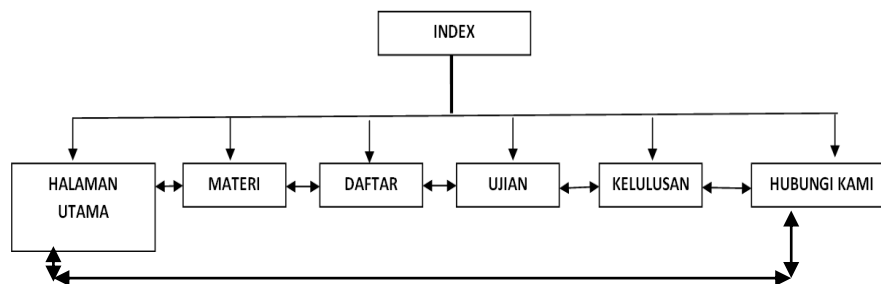 INDEX
HALAMAN
UTAMA
MATERI
DAFTAR
UJIAN
KELULUSAN
HUBUNGI KAMI